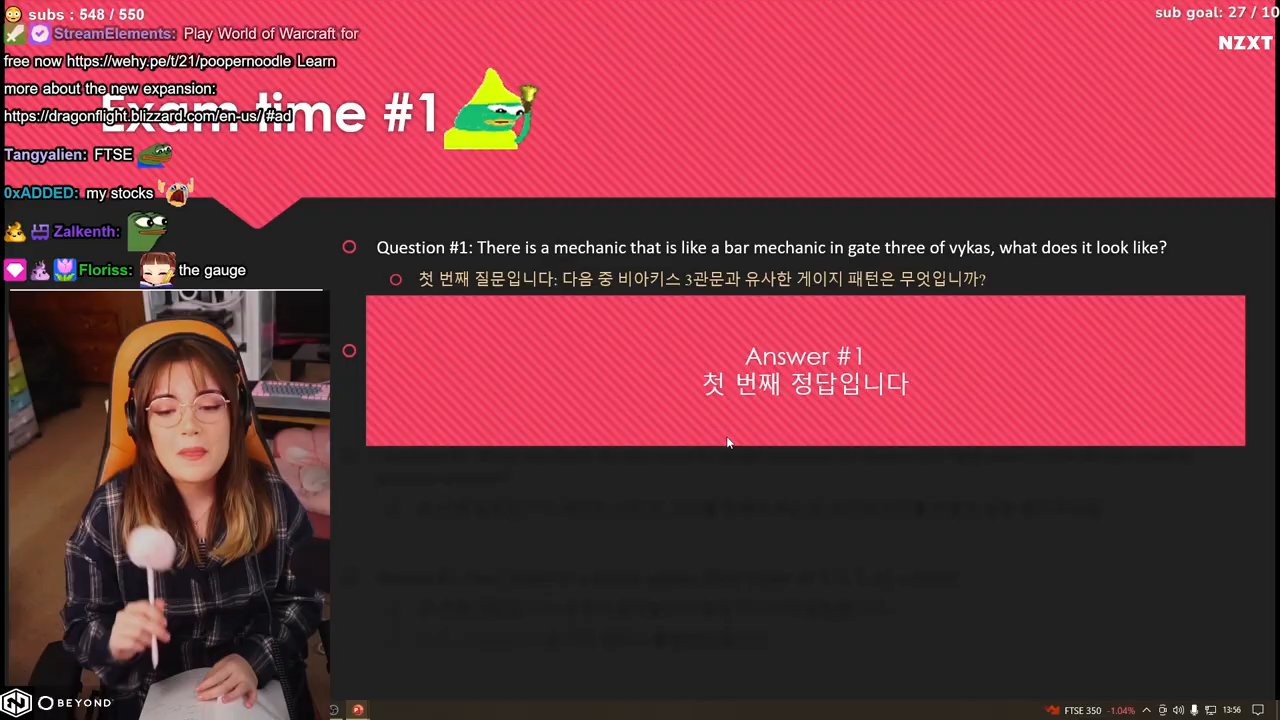 subs : 548 / 550
sub goal: 27 / 10
NZXT
StreamElements: Play World of Warcraft for
free now https://wehy.pe/t/21/poopernoodle Learn
more about the new expansion:
https://dragonflight.blizzard.com/en-us/ #ad
Exam time #1
Tangyalien: FTSE
0xADDED: my stocks
Zalkenth:
Floriss: the gauge
Question #1: There is a mechanic that is like a bar mechanic in gate three of vykas, what does it look like?
첫 번째 질문입니다: 다음 중 비아키스 3관문과 유사한 게이지 패턴은 무엇입니까?
Answer #1
첫 번째 정답입니다
BEYOND
FTSE 350 -1.04%
13:56